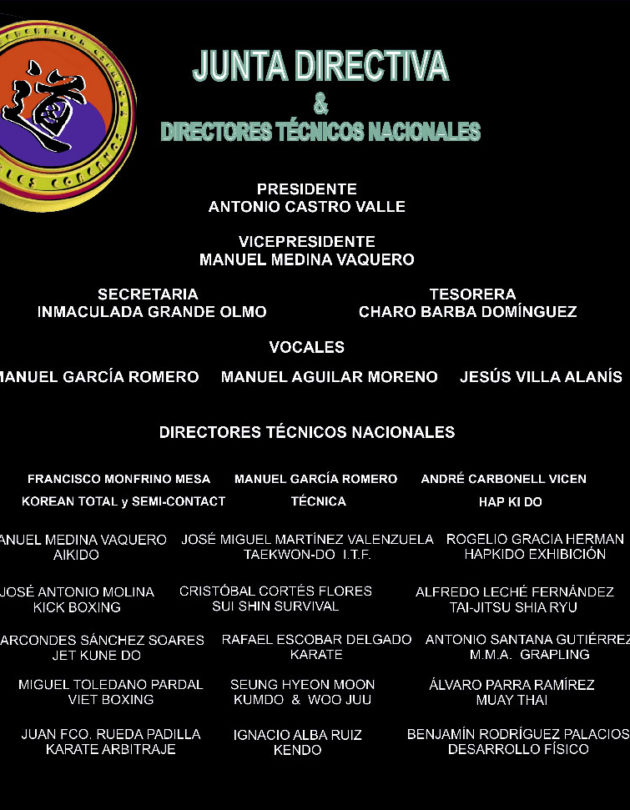 JUNTA DIRECTIVA
&
DIRECTORES TÉCNICOS NACIONALES
PRESIDENTE
ANTONIO CASTRO VALLE
VICEPRESIDENTE
MANUEL MEDINA VAQUERO
SECRETARIA TESORERA
INMACULADA GRANDE OLMO CHARO BARBA DOMÍNGUEZ
VOCALES
MANUEL GARCÍA ROMERO MANUEL AGUILAR MORENO JESÚS VILLA ALANÍS
DIRECTORES TÉCNICOS NACIONALES
FRANCISCO MONFRINO MESA MANUEL GARCÍA ROMERO ANDRÉ CARBONELL VICEN
KOREAN TOTAL y SEMI-CONTACT TÉCNICA HAP KI DO
ANUEL MEDINA VAQUERO JOSÉ MIGUEL MARTÍNEZ VALENZUELA ROGELIO GRACIA HERMAN
AIKIDO TAEKWON-DO I.T.F. HAPKIDO EXHIBICIÓN
JOSÉ ANTONIO MOLINA CRISTÓBAL CORTÉS FLORES ALFREDO LECHÉ FERNÁNDEZ
KICK BOXING SUI SHIN SURVIVAL TAI-JITSU SHIA RYU
ARCONDES SÁNCHEZ SOARES RAFAEL ESCOBAR DELGADO ANTONIO SANTANA GUTIÉRREZ
JET KUNE DO KARATE M.M.A. GRAPLING
MIGUEL TOLEDANO PARDAL SEUNG HYEON MOON ÁLVARO PARRA RAMÍREZ
VIET BOXING KUMDO & WOO JUU MUAY THAI
JUAN FCO. RUEDA PADILLA IGNACIO ALBA RUIZ BENJAMÍN RODRÍGUEZ PALACIOS
KARATE ARBITRAJE KENDO DESARROLLO FÍSICO